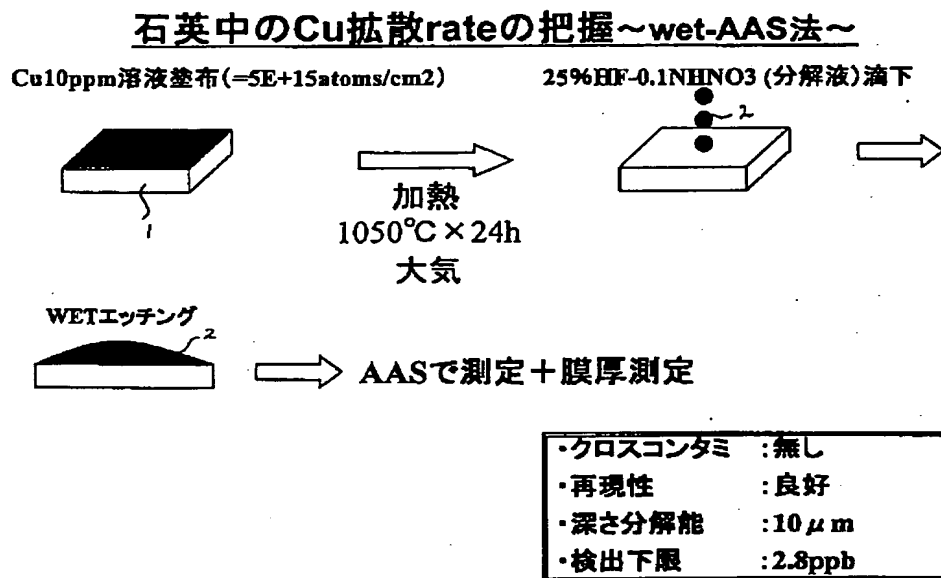 石英中のCu拡散rateの把握～wet-AAS法～
Cu10ppm溶液塗布(=5E+15atoms/cm2)
25%HF-0.1NHNO3 (分解液)滴下
2
1
加熱
1050℃×24h
大気
WETエッチング
2
AASで測定＋膜厚測定
・クロスコンタミ :無し
・再現性 :良好
・深さ分解能 :10μm
・検出下限 :2.8ppb